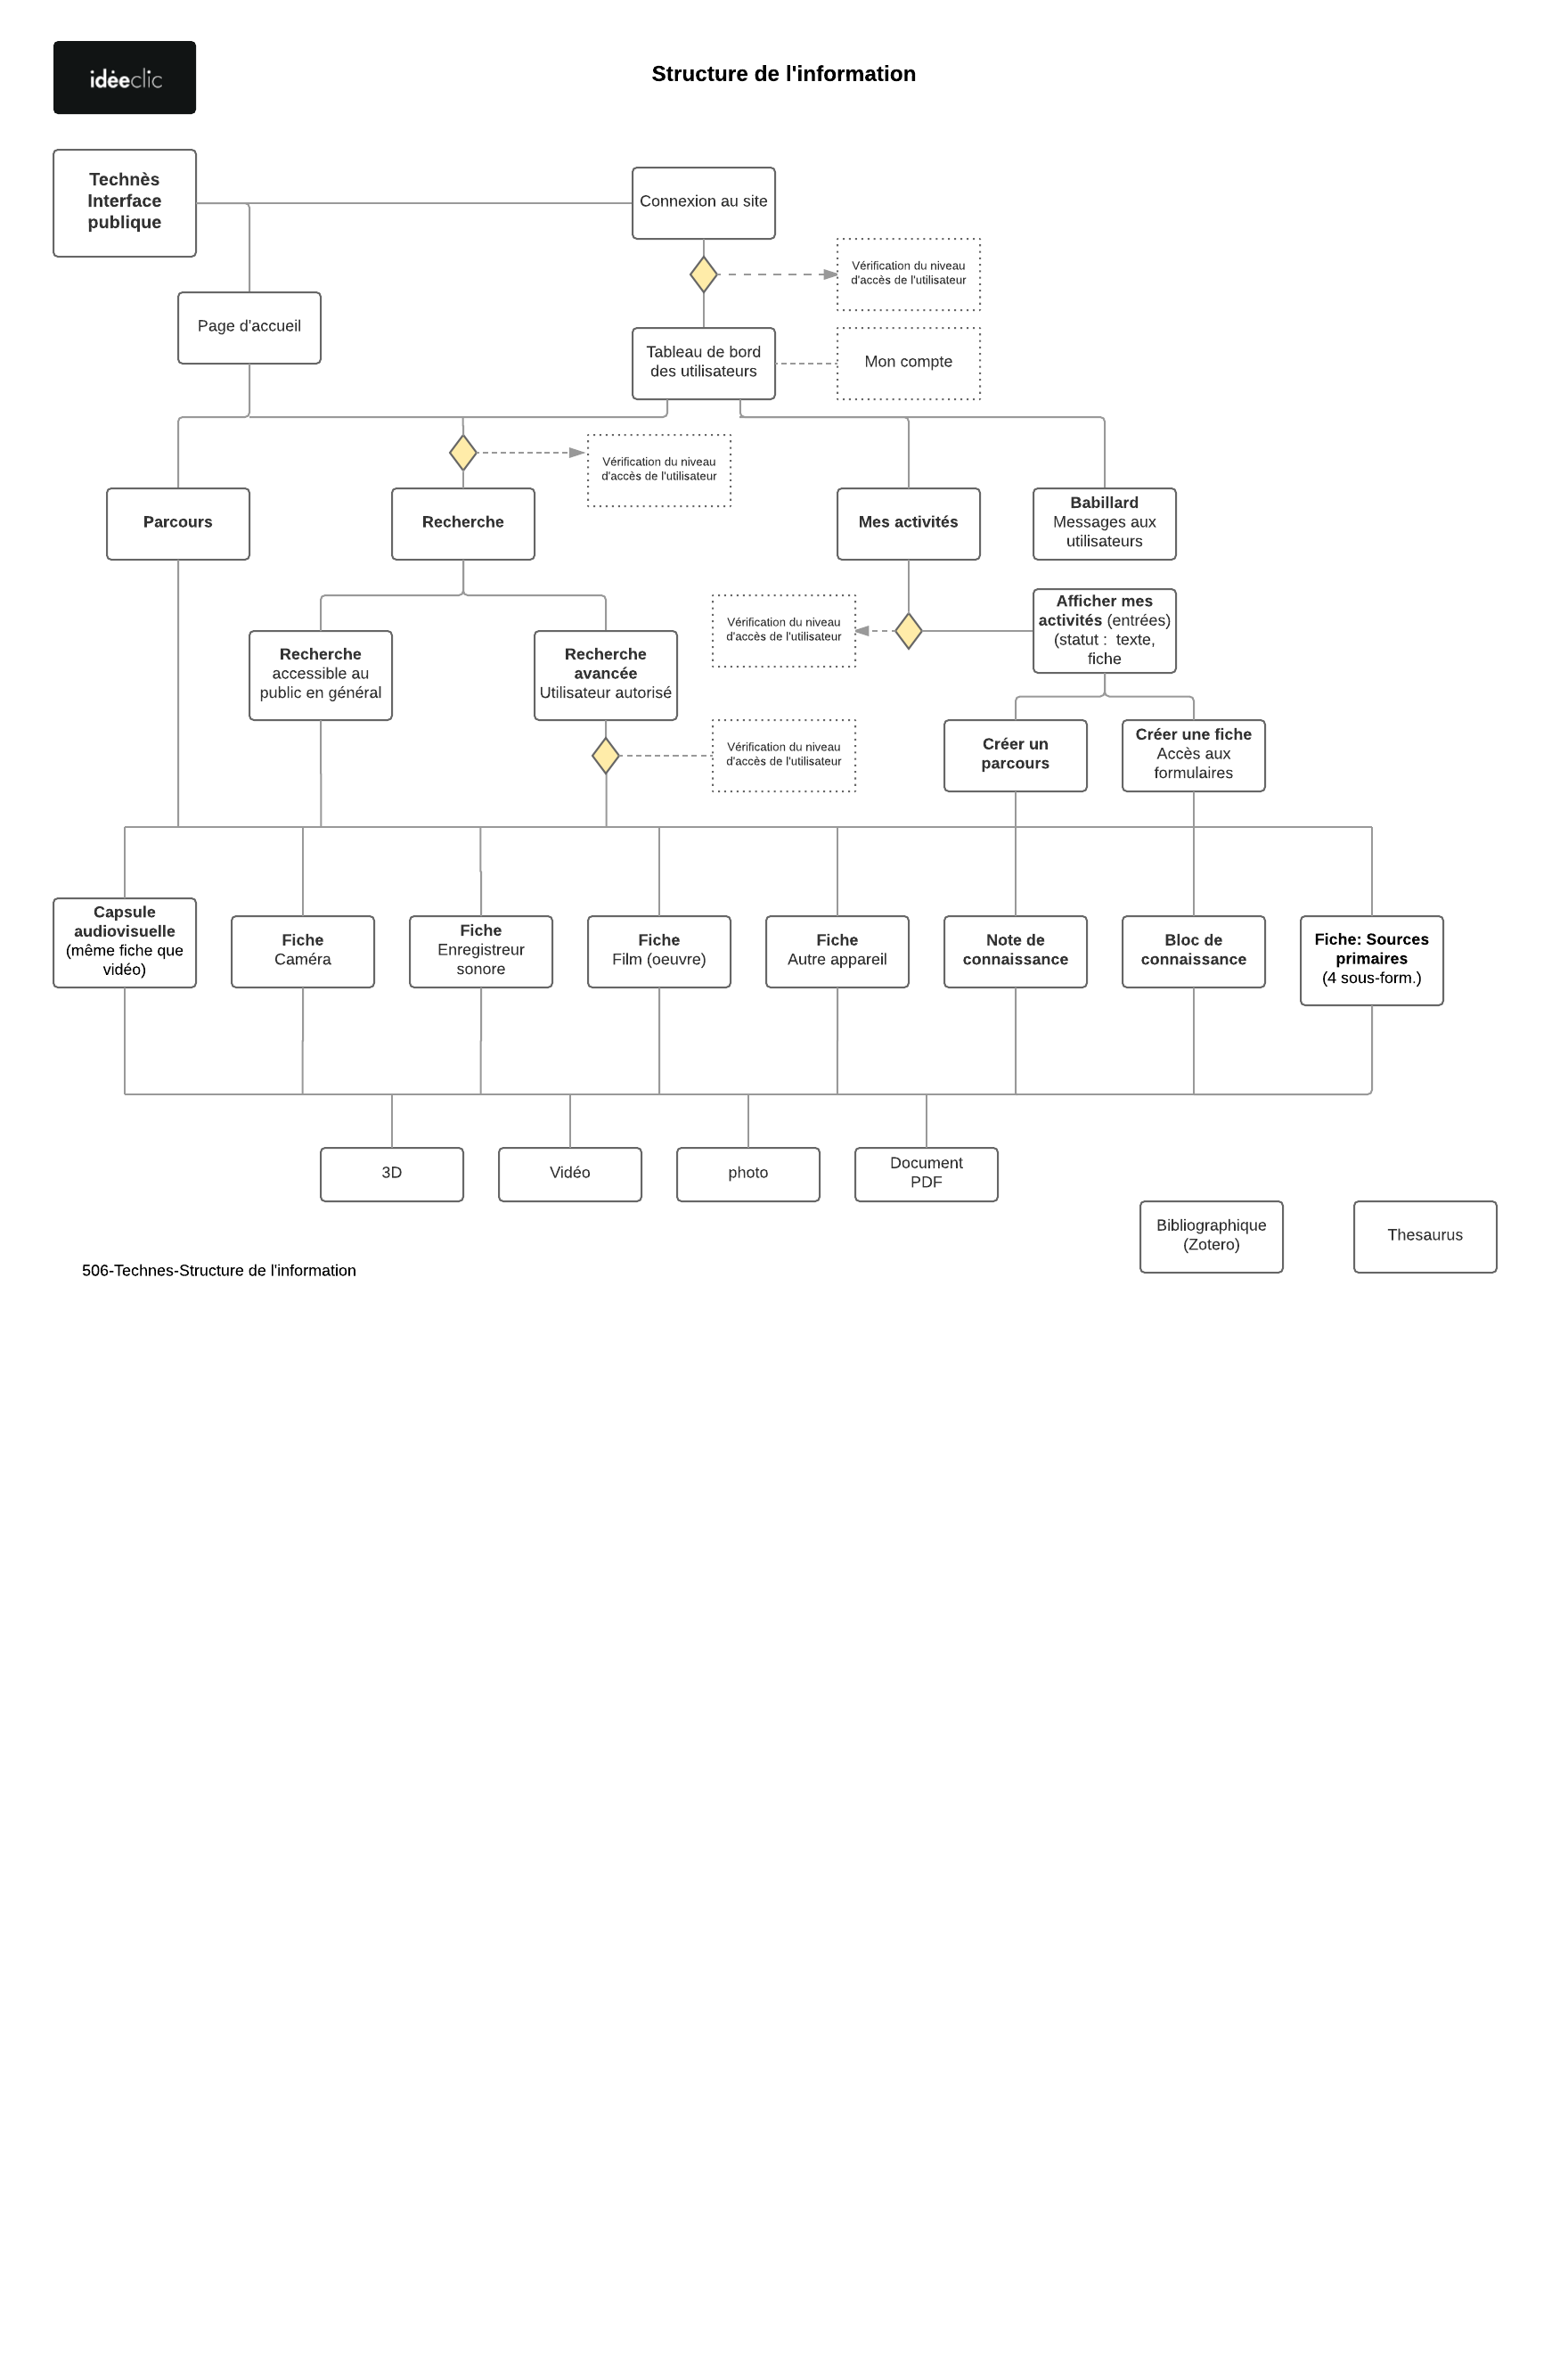 idéeclic
Structure de l'information
Technès
Interface
publique
Connexion au site
Vérification du niveau
d'accès de l'utilisateur
Page d'accueil
Tableau de bord
des utilisateurs
Mon compte
Vérification du niveau
d'accès de l'utilisateur
Parcours
Recherche
Mes activités
Babillard
Messages aux
utilisateurs
Vérification du niveau
d'accès de l'utilisateur
Afficher mes
activités (entrées)
(statut :  texte,
fiche
Recherche
accessible au
public en général
Recherche
avancée
Utilisateur autorisé
Vérification du niveau
d'accès de l'utilisateur
Créer un
parcours
Créer une fiche
Accès aux
formulaires
Capsule
audiovisuelle
(même fiche que
vidéo)
Fiche
Caméra
Fiche
Enregistreur
sonore
Fiche
Film (oeuvre)
Fiche
Autre appareil
Note de
connaissance
Bloc de
connaissance
Fiche: Sources
primaires
(4 sous-form.)
3D
Vidéo
photo
Document
PDF
Bibliographique
(Zotero)
Thesaurus
506-Technes-Structure de l'information